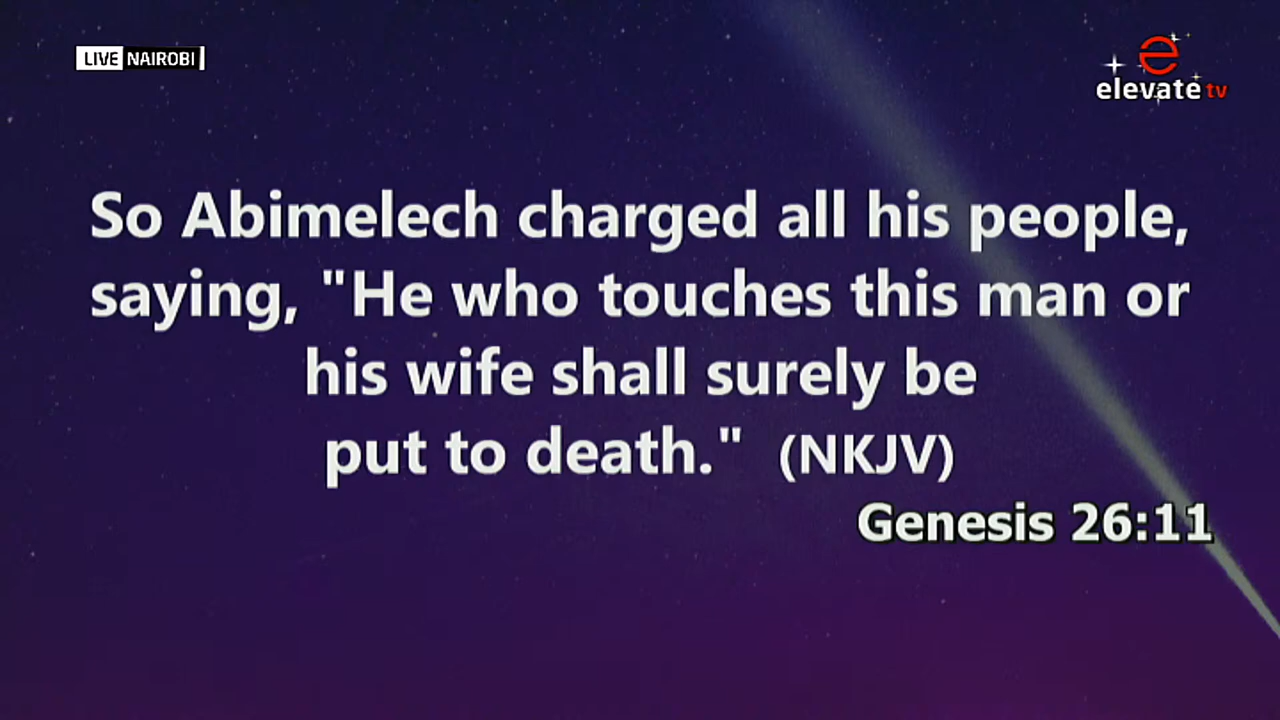 LIVE NAIROBI
elevate tv
So Abimelech charged all his people,
saying, "He who touches this man or
his wife shall surely be
put to death." (NKJV)
Genesis 26:11